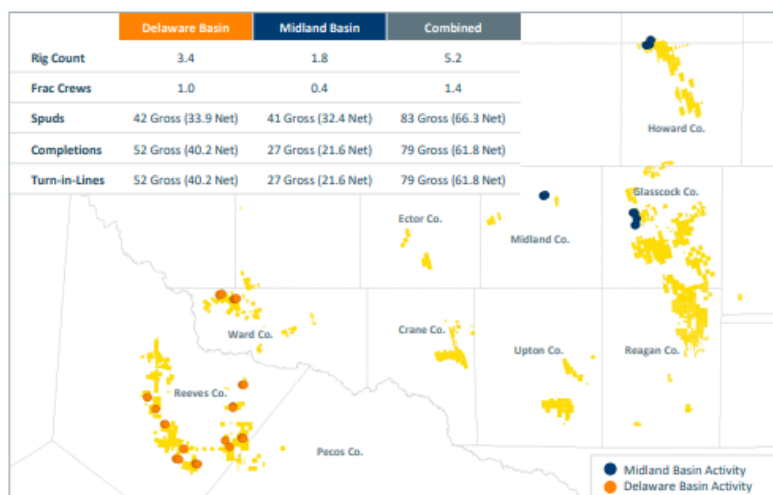 Delaware Basin Midland Basin Combined
Rig Count 3.4 1.8 5.2
Frac Crews 1.0 0.4 1.4
Spuds 42 Gross (33.9 Net) 41 Gross (32.4 Net) 83 Gross (66.3 Net)
Completions 52 Gross (40.2 Net) 27 Gross (21.6 Net) 79 Gross (61.8 Net)
Turn-in-Lines 52 Gross (40.2 Net) 27 Gross (21.6 Net) 79 Gross (61.8 Net)
Howard Co.
Glasscock Co.
Ector Co.
Midland Co.
Ward Co.
Crane Co.
Upton Co.
Reagan Co.
Reeves Co.
Pecos Co.
Midland Basin Activity
Delaware Basin Activity